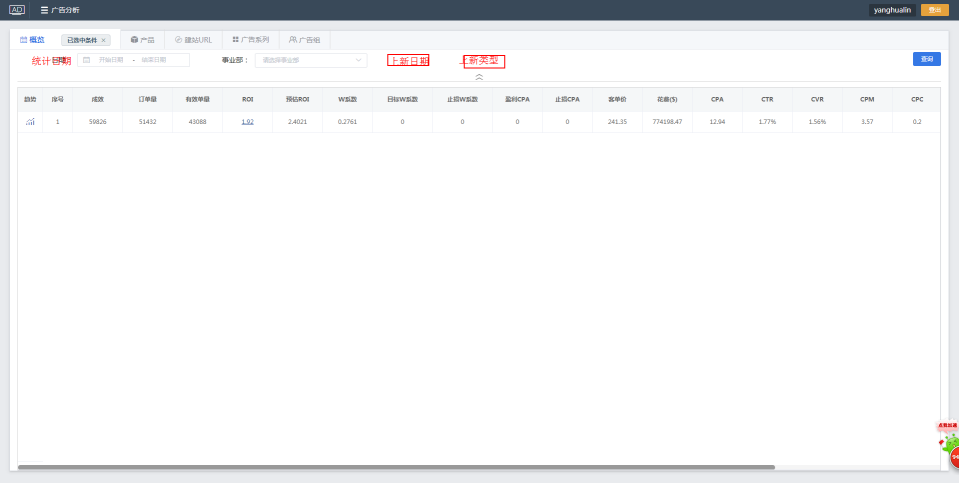 AD 广告分析 yanghualin 登出
概览 已选中条件 × 产品 建站URL 广告系列 广告组
统计日期 开始日期 - 结束日期 事业部： 请选择事业部 上新日期 上新类型 查询
趋势 序号 成效 订单量 有效单量 ROI 预估ROI W系数 目标W系数 止损W系数 盈利CPA 止损CPA 客单价 花费($) CPA CTR CVR CPM CPC
1 59826 51432 43088 1.92 2.4021 0.2761 0 0 0 0 241.35 774198.47 12.94 1.77% 1.56% 3.57 0.2
点我加速